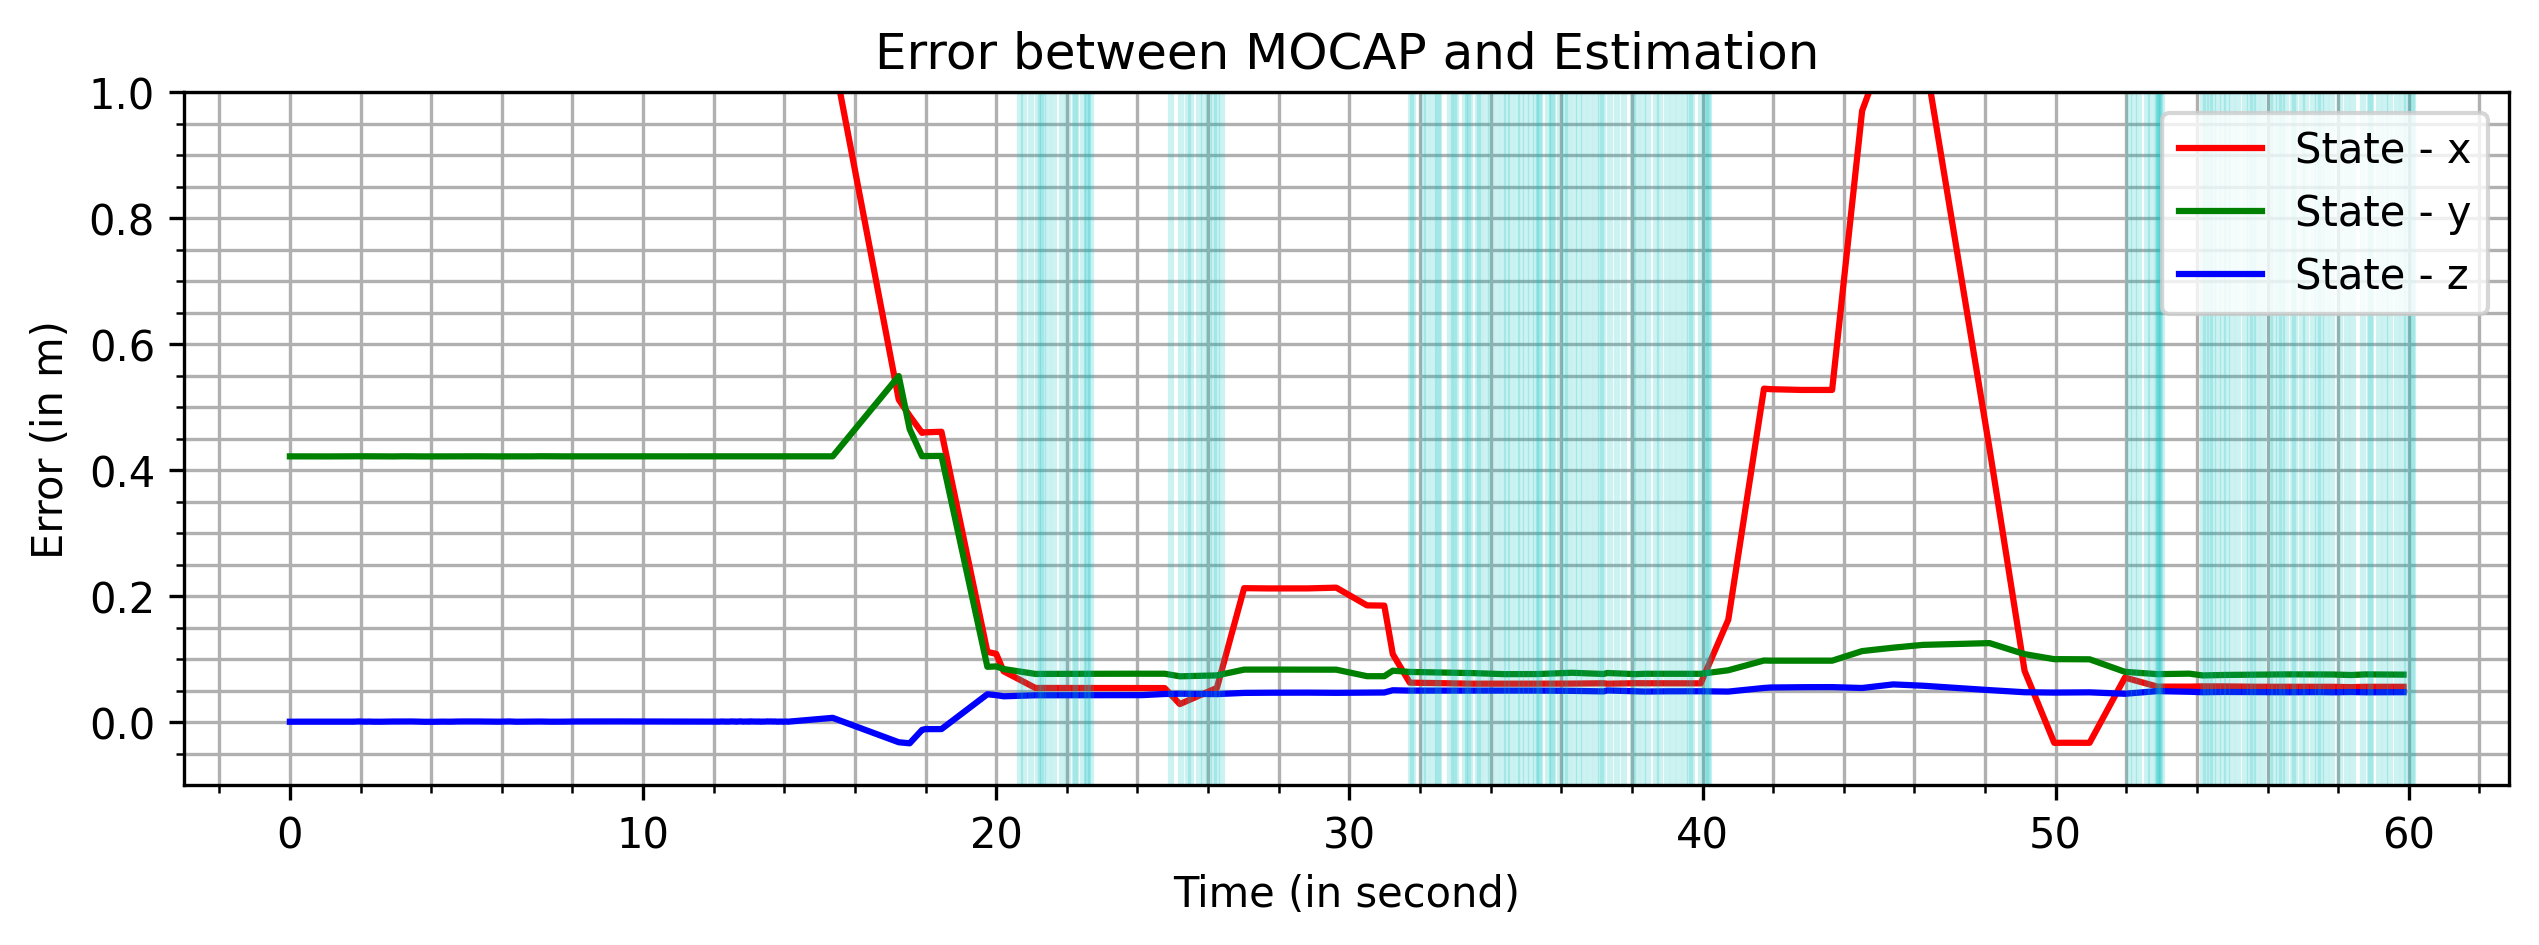 Error between MOCAP and Estimation
Error (in m)
1.0
0.8
0.6
0.4
0.2
0.0
State - x
State - y
State - z
0 10 20 30 40 50 60
Time (in second)